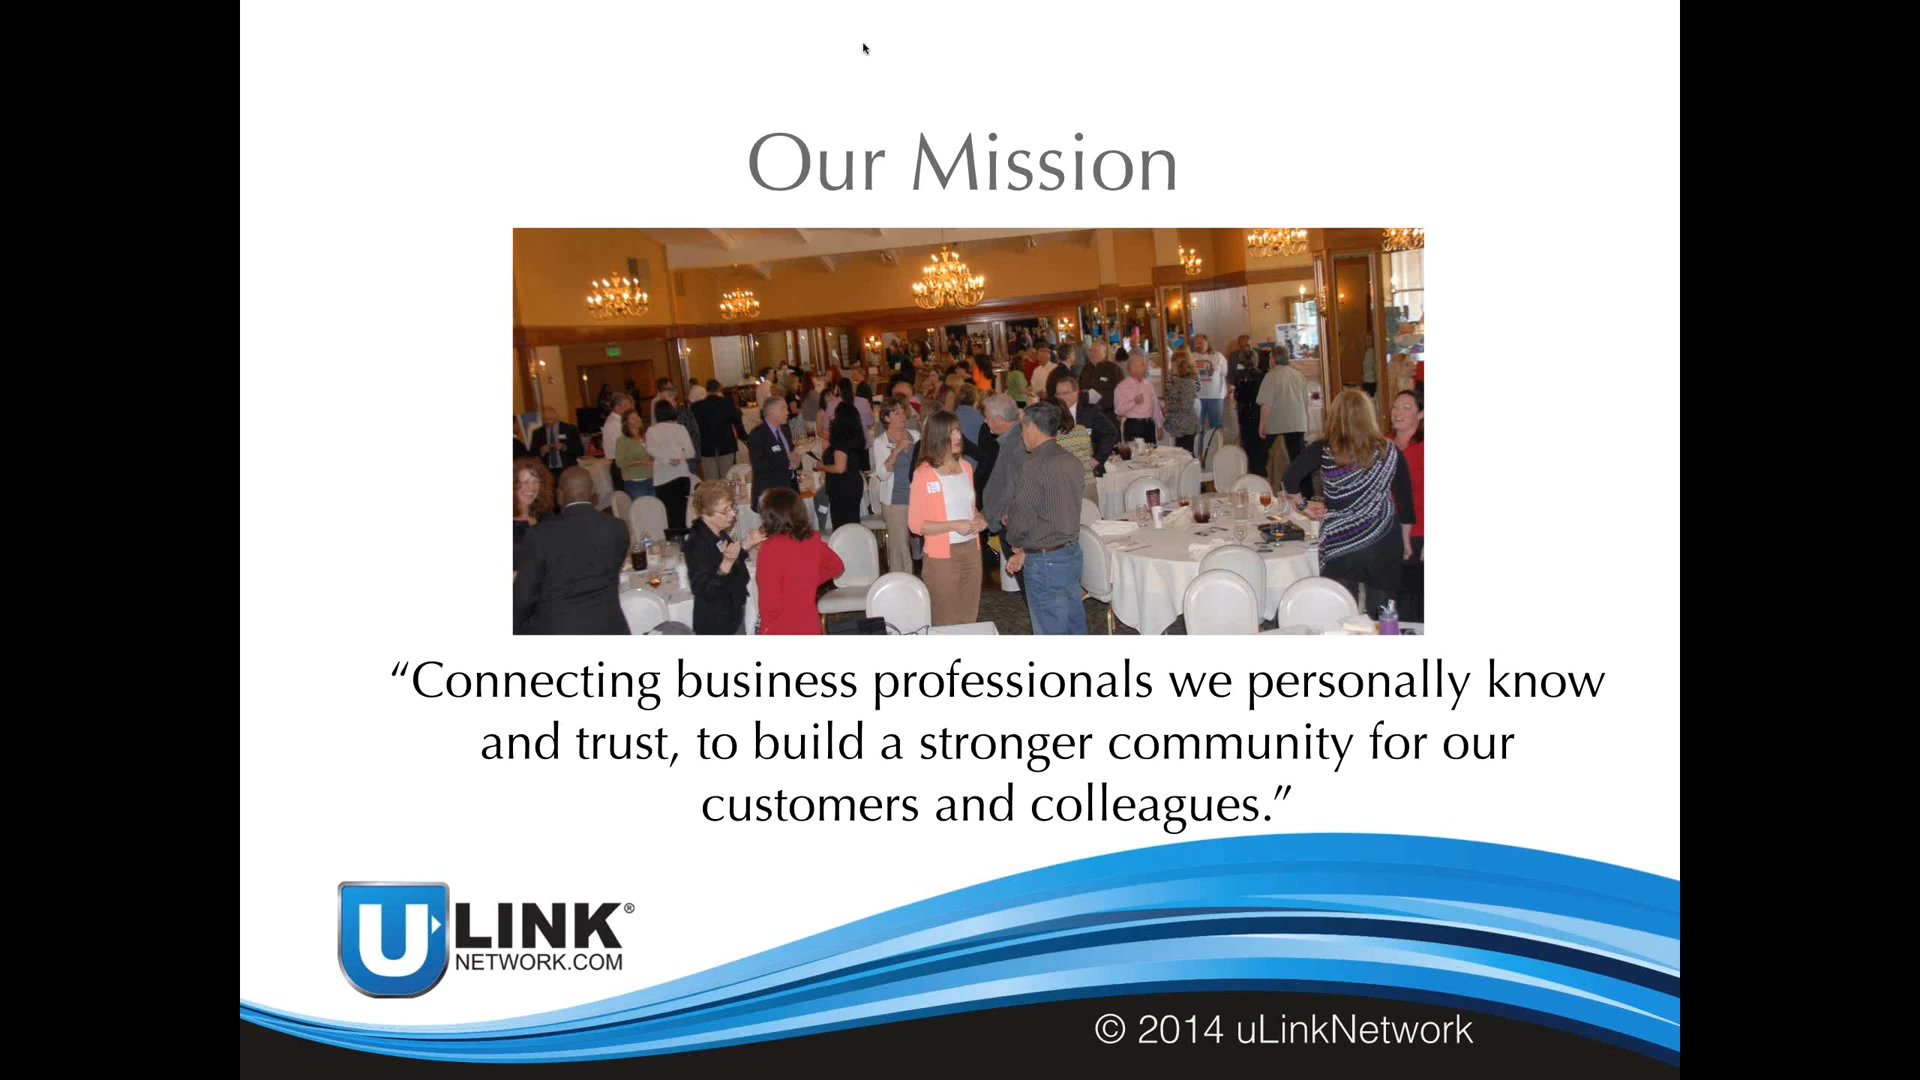 Our Mission
“Connecting business professionals we personally know
and trust, to build a stronger community for our
customers and colleagues.”
U LINK®
NETWORK.COM
© 2014 uLinkNetwork